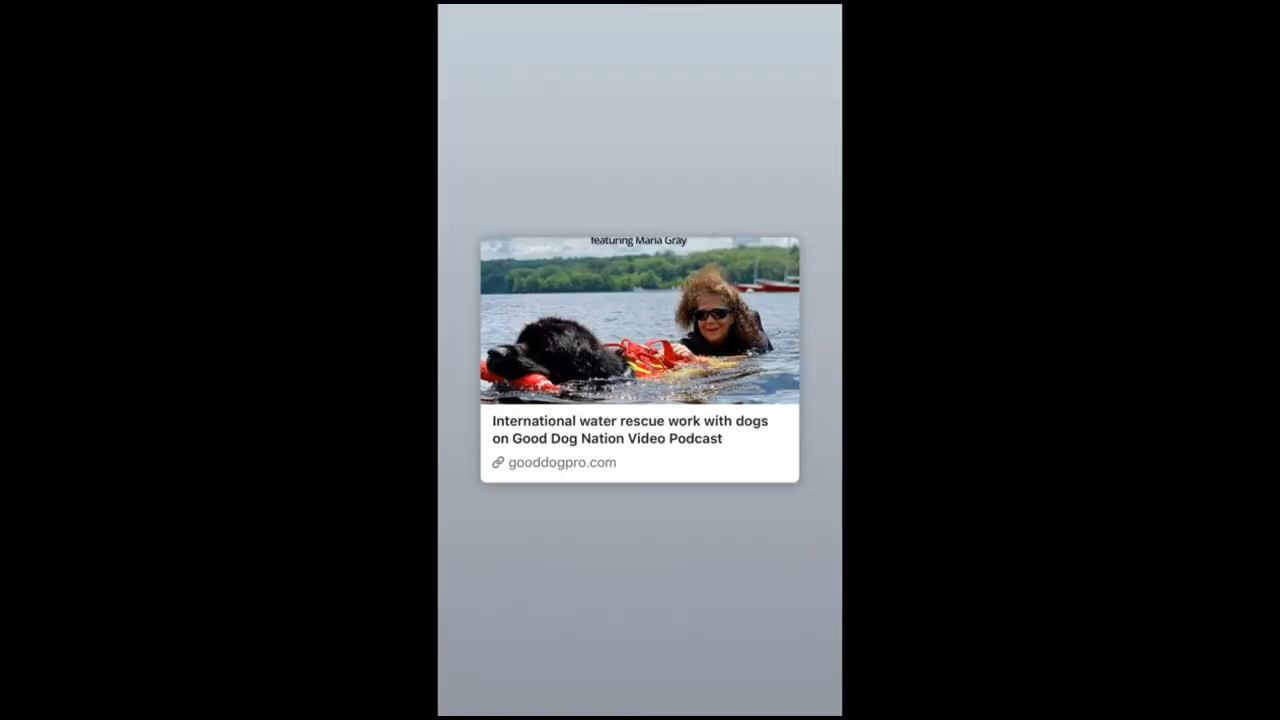 featuring Maria Gray
International water rescue work with dogs
on Good Dog Nation Video Podcast
gooddogpro.com